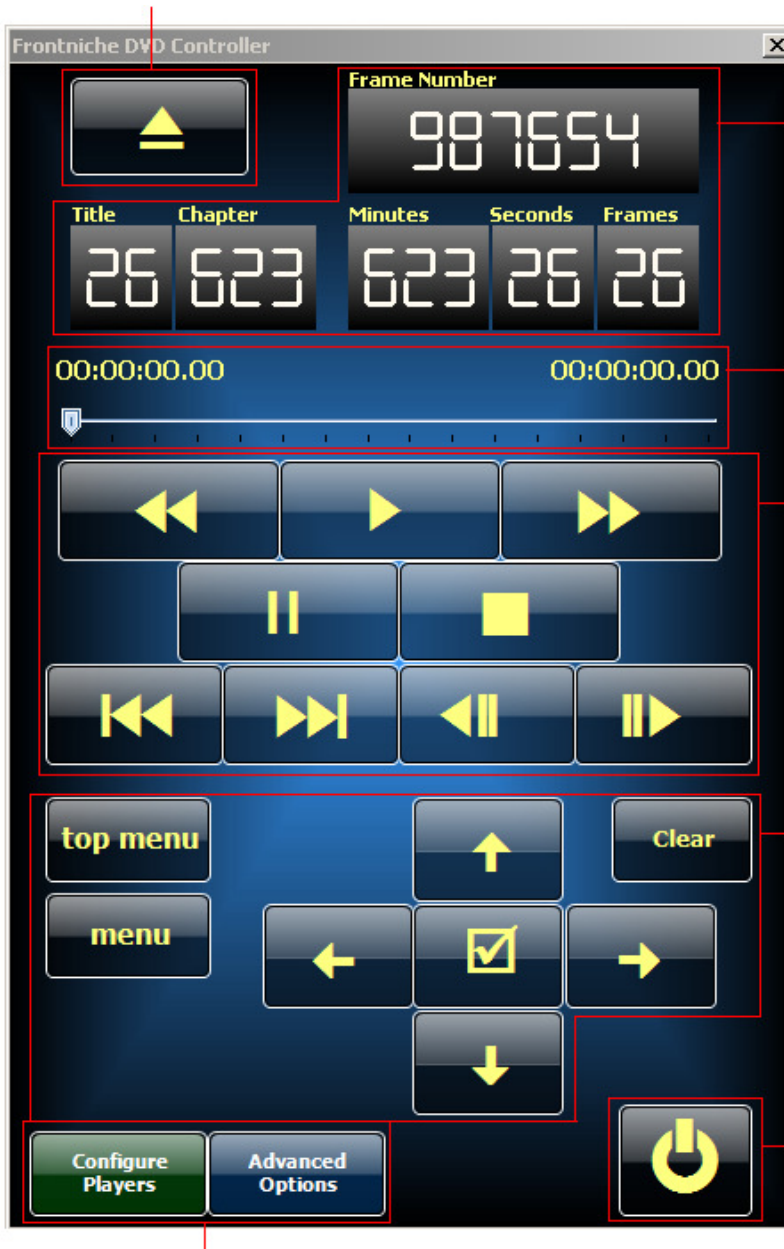 Frontniche DVD Controller
Frame Number
987654
Title Chapter Minutes Seconds Frames
26 623 623 26 26
00:00:00.00 00:00:00.00
top menu
Clear
menu
Configure Players
Advanced Options